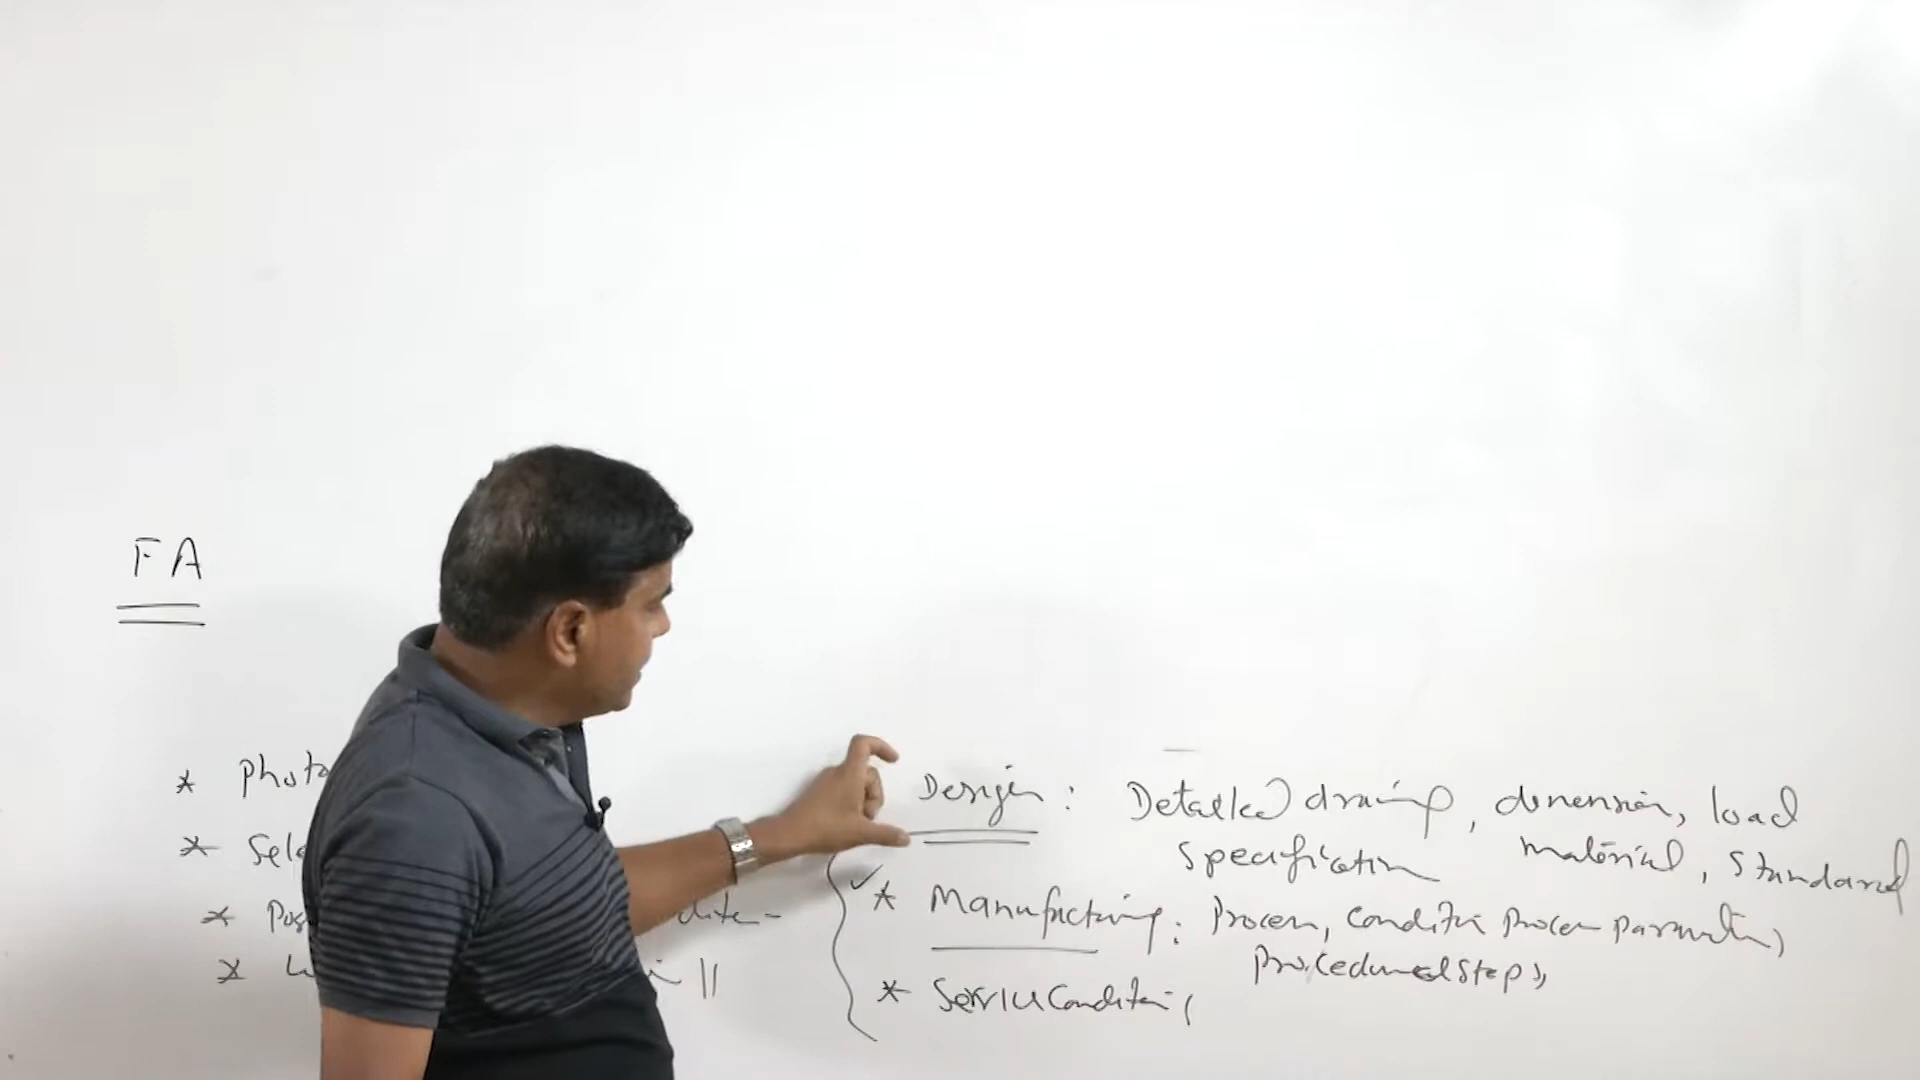 FA
* Photo
* Sele
* Pos
*
Design : Detailed drawing, dimension, load
specification material, standard
✓* Manufacturing : Process, condition Process parameters,
Procedural steps,
* Service Condition,